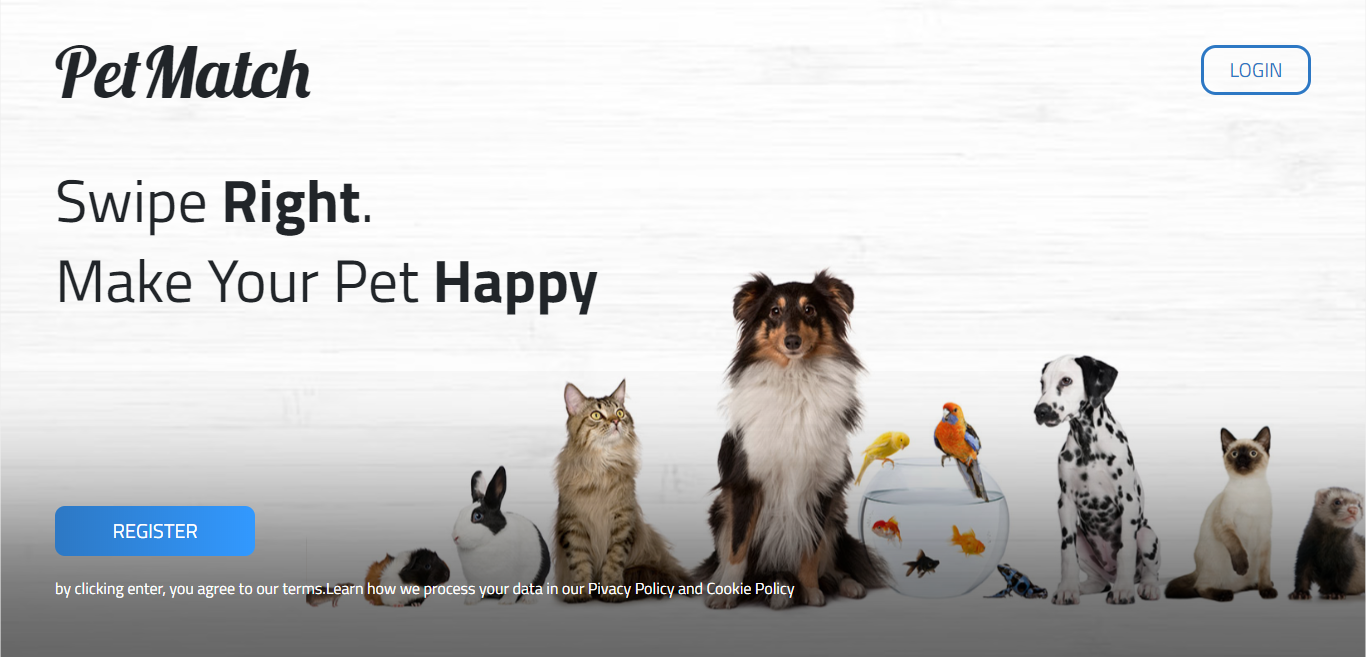 PetMatch
LOGIN
Swipe Right.
Make Your Pet Happy
REGISTER
by clicking enter, you agree to our terms.Learn how we process your data in our Pivacy Policy and Cookie Policy